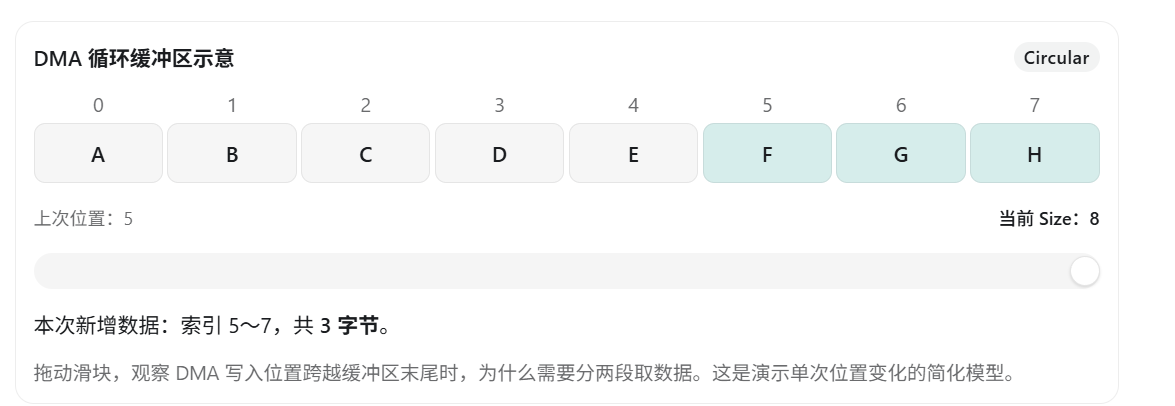 DMA 循环缓冲区示意 Circular
0 1 2 3 4 5 6 7
A B C D E F G H
上次位置：5 当前 Size：8
本次新增数据：索引 5～7，共 3 字节。
拖动滑块，观察 DMA 写入位置跨越缓冲区末尾时，为什么需要分两段取数据。这是演示单次位置变化的简化模型。